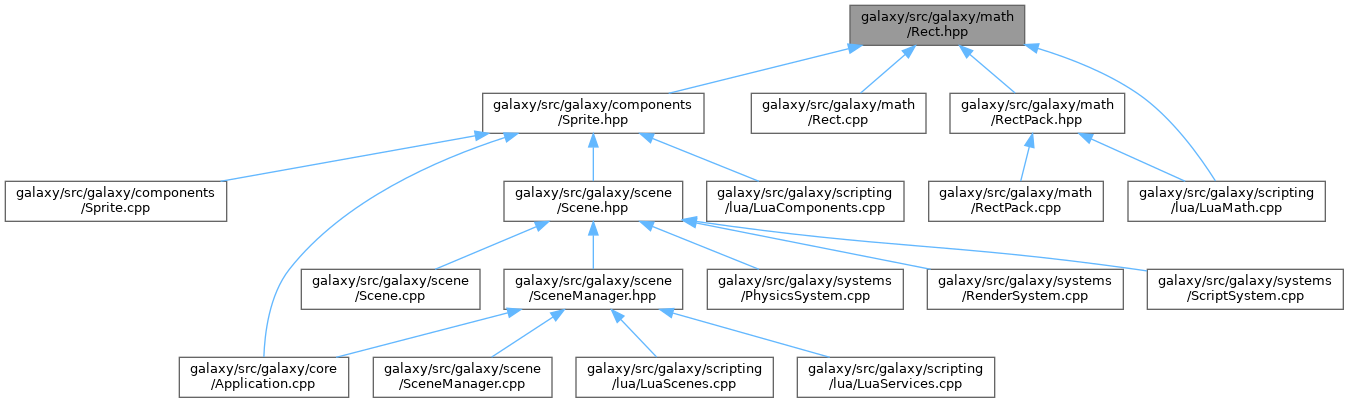 galaxy/src/galaxy/math
/Rect.hpp
galaxy/src/galaxy/components
/Sprite.hpp
galaxy/src/galaxy/math
/Rect.cpp
galaxy/src/galaxy/math
/RectPack.hpp
galaxy/src/galaxy/components
/Sprite.cpp
galaxy/src/galaxy/scene
/Scene.hpp
galaxy/src/galaxy/scripting
/lua/LuaComponents.cpp
galaxy/src/galaxy/math
/RectPack.cpp
galaxy/src/galaxy/scripting
/lua/LuaMath.cpp
galaxy/src/galaxy/scene
/Scene.cpp
galaxy/src/galaxy/scene
/SceneManager.hpp
galaxy/src/galaxy/systems
/PhysicsSystem.cpp
galaxy/src/galaxy/systems
/RenderSystem.cpp
galaxy/src/galaxy/systems
/ScriptSystem.cpp
galaxy/src/galaxy/core
/Application.cpp
galaxy/src/galaxy/scene
/SceneManager.cpp
galaxy/src/galaxy/scripting
/lua/LuaScenes.cpp
galaxy/src/galaxy/scripting
/lua/LuaServices.cpp